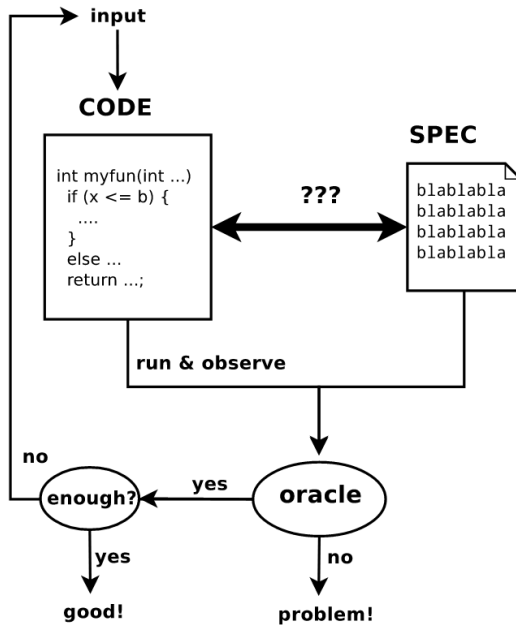 input
CODE
int myfun(int ...)
if (x <= b) {
....
}
else ...
return ...;
???
SPEC
blablabla
blablabla
blablabla
blablabla
run & observe
no
enough?
yes
oracle
yes
no
good!
problem!